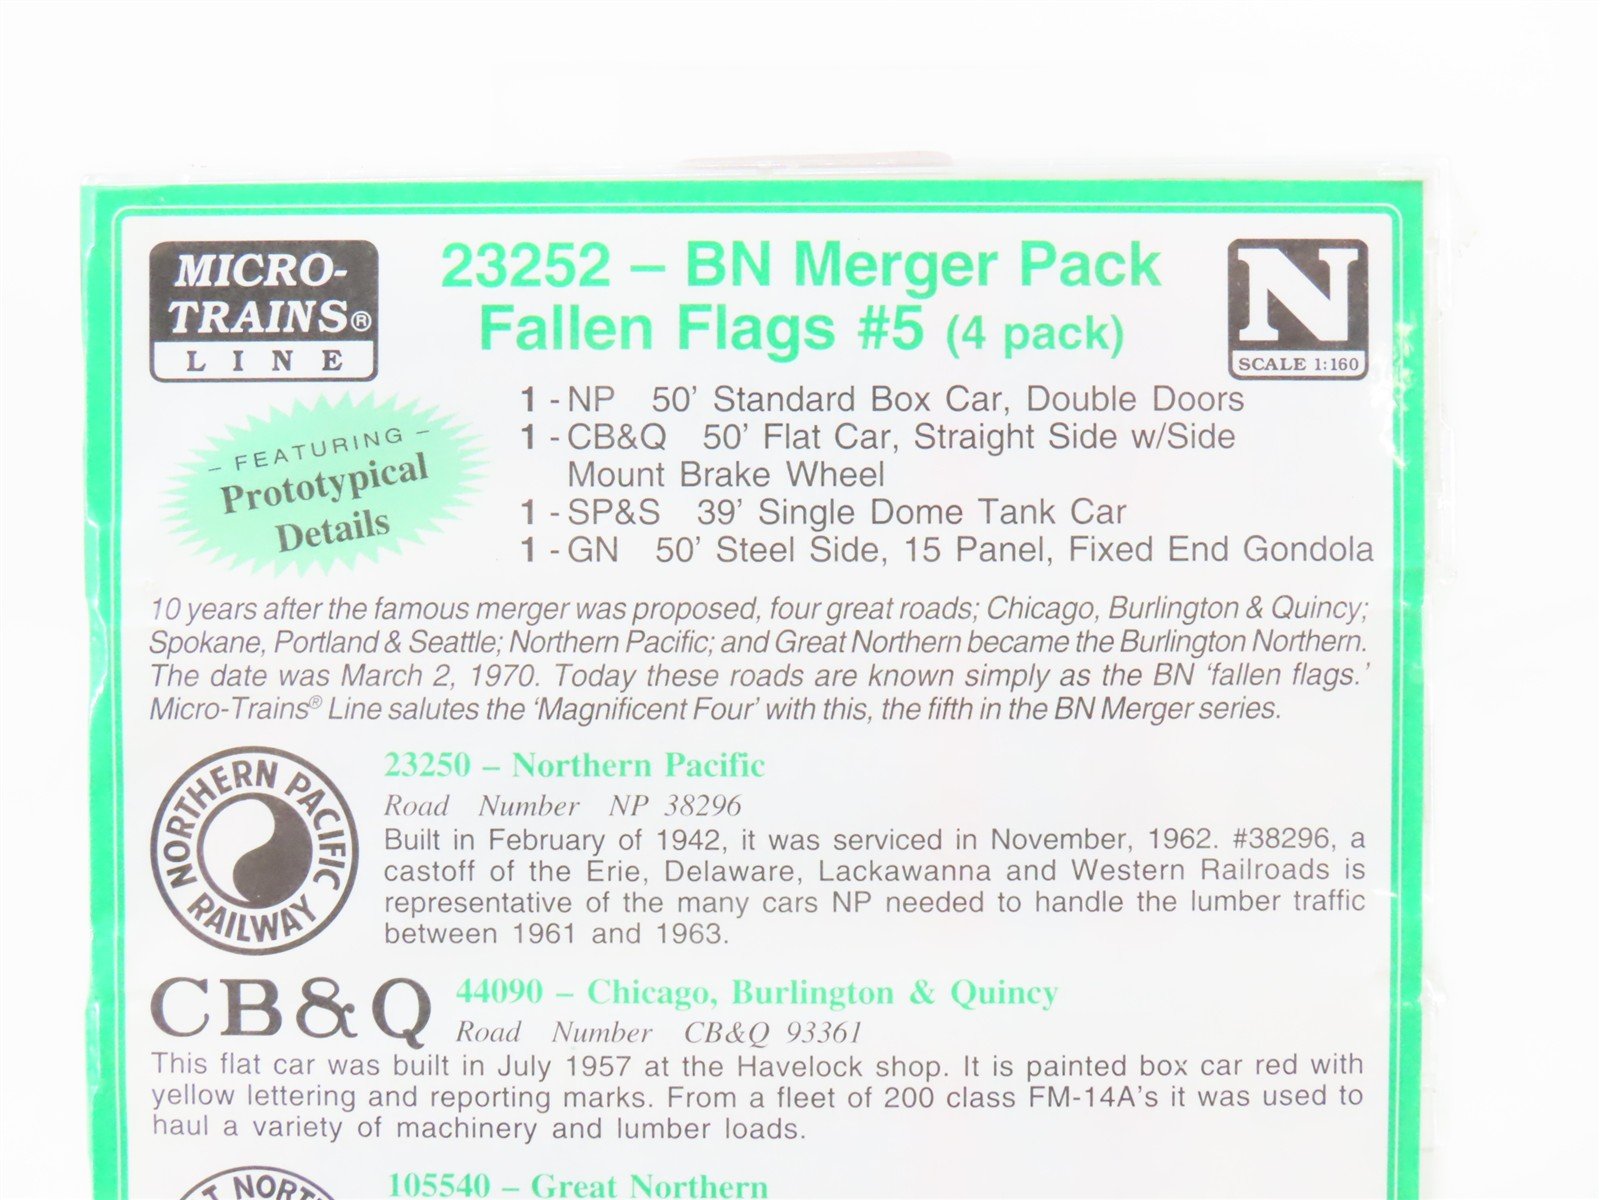 MICRO-
TRAINS®
LINE
23252 – BN Merger Pack
Fallen Flags #5 (4 pack)
N
SCALE 1:160
– FEATURING –
Prototypical
Details
1 - NP 50' Standard Box Car, Double Doors
1 - CB&Q 50' Flat Car, Straight Side w/Side
Mount Brake Wheel
1 - SP&S 39' Single Dome Tank Car
1 - GN 50' Steel Side, 15 Panel, Fixed End Gondola
10 years after the famous merger was proposed, four great roads; Chicago, Burlington & Quincy;
Spokane, Portland & Seattle; Northern Pacific; and Great Northern became the Burlington Northern.
The date was March 2, 1970. Today these roads are known simply as the BN 'fallen flags.'
Micro-Trains® Line salutes the 'Magnificent Four' with this, the fifth in the BN Merger series.
NORTHERN PACIFIC
RAILWAY
23250 – Northern Pacific
Road Number NP 38296
Built in February of 1942, it was serviced in November, 1962. #38296, a
castoff of the Erie, Delaware, Lackawanna and Western Railroads is
representative of the many cars NP needed to handle the lumber traffic
between 1961 and 1963.
CB&Q
44090 – Chicago, Burlington & Quincy
Road Number CB&Q 93361
This flat car was built in July 1957 at the Havelock shop. It is painted box car red with
yellow lettering and reporting marks. From a fleet of 200 class FM-14A's it was used to
haul a variety of machinery and lumber loads.
T NORT
105540 – Great Northern